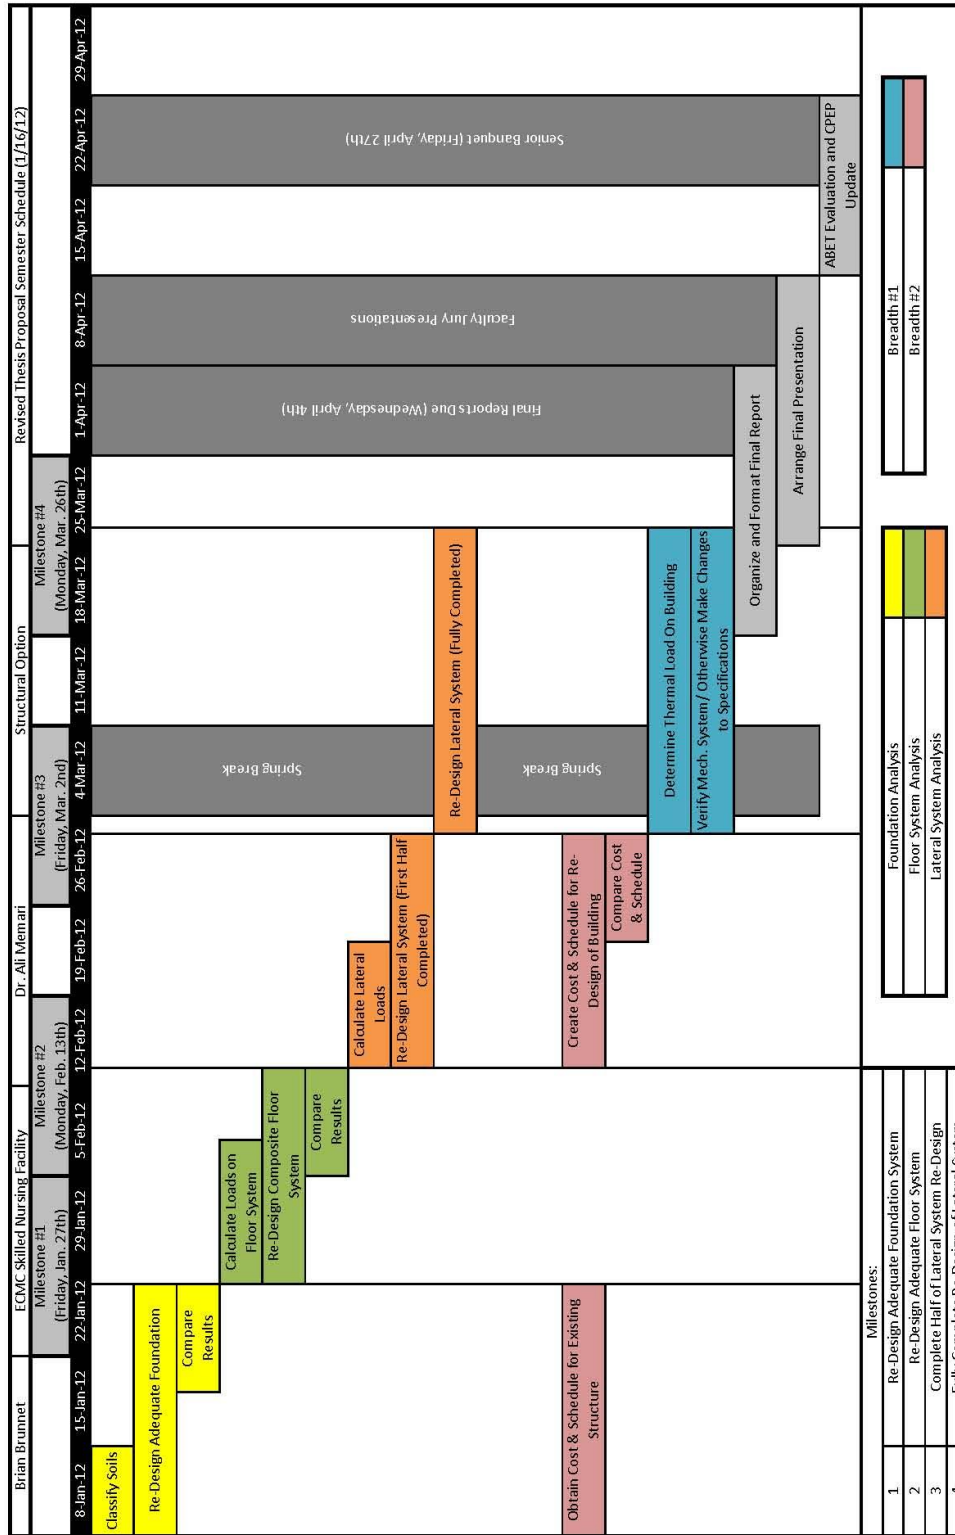 Brian Brunnet
ECMC Skilled Nursing Facility
Dr. Ali Memari
Structural Option
Revised Thesis Proposal Semester Schedule (1/16/12)
Milestone #1
(Friday, Jan. 27th)
Milestone #2
(Monday, Feb. 13th)
Milestone #3
(Friday, Mar. 2nd)
Milestone #4
(Monday, Mar. 26th)
8-Jan-12
15-Jan-12
22-Jan-12
29-Jan-12
5-Feb-12
12-Feb-12
19-Feb-12
26-Feb-12
4-Mar-12
11-Mar-12
18-Mar-12
25-Mar-12
1-Apr-12
8-Apr-12
15-Apr-12
22-Apr-12
29-Apr-12
Classify Soils
Re-Design Adequate Foundation
Compare
Results
Calculate Loads on
Floor System
Re-Design Composite Floor
System
Compare
Results
Calculate Lateral
Loads
Re-Design Lateral System (First Half
Completed)
Re-Design Lateral System (Fully Completed)
Obtain Cost & Schedule for Existing
Structure
Create Cost & Schedule for Re-
Design of Building
Compare Cost
& Schedule
Determine Thermal Load On Building
Verify Mech. System/ Otherwise Make Changes
to Specifications
Organize and Format Final Report
Arrange Final Presentation
ABET Evaluation and CPEP
Update
Spring Break
Spring Break
Final Reports Due (Wednesday, April 4th)
Faculty Jury Presentations
Senior Banquet (Friday, April 27th)
Milestones:
1 Re-Design Adequate Foundation System
2 Re-Design Adequate Floor System
3 Complete Half of Lateral System Re-Design
Foundation Analysis
Floor System Analysis
Lateral System Analysis
Breadth #1
Breadth #2